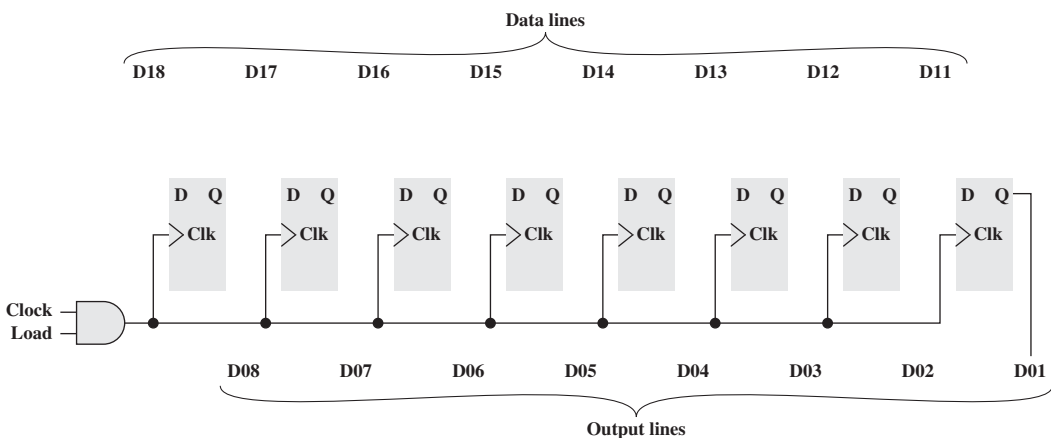 Data lines
D18 D17 D16 D15 D14 D13 D12 D11
D Q D Q D Q D Q D Q D Q D Q D Q
Clk Clk Clk Clk Clk Clk Clk Clk
Clock
Load
D08 D07 D06 D05 D04 D03 D02 D01
Output lines